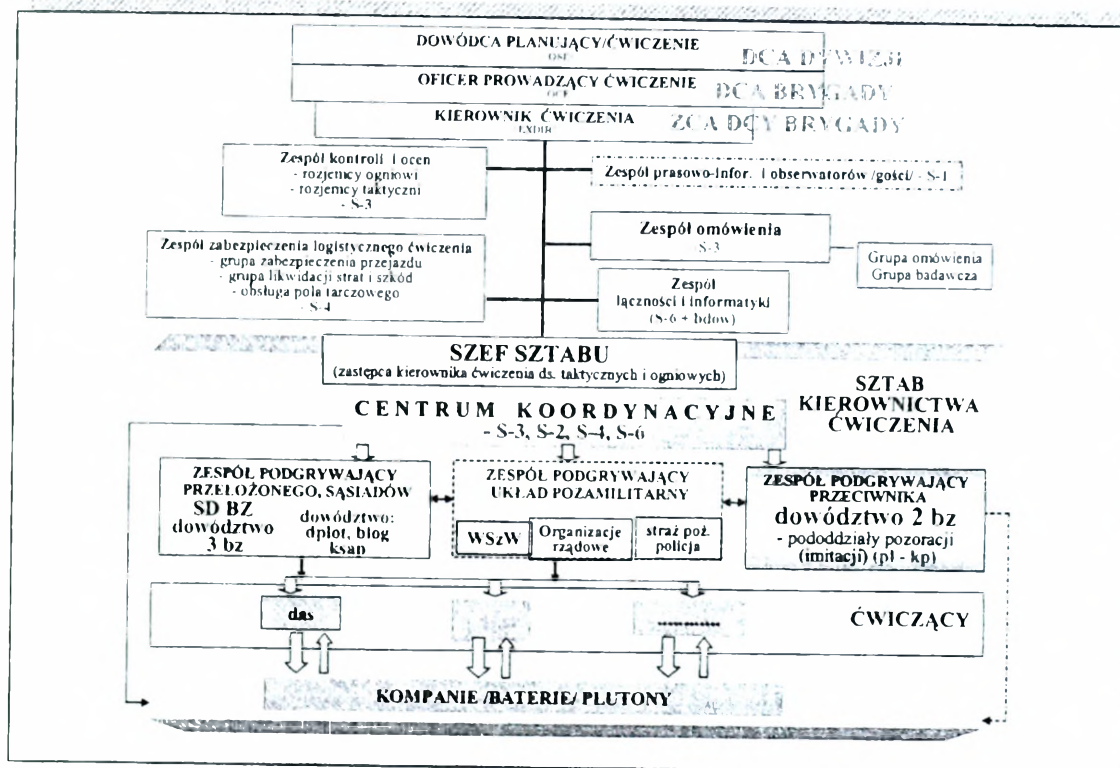 DOWÓDCA PLANUJĄCY/ĆWICZENIE
DCA DYWIZJI
OFICER PROWADZĄCY ĆWICZENIE
DCA BRYGADY
KIEROWNIK ĆWICZENIA
ZCA DCY BRYGADY
EXDIR
Zespół kontroli i ocen
- rozjemcy ogniowi
- rozjemcy taktyczni
- S-3
Zespół prasowo-infor. i obserwatorów /gości/ - S-1
Zespół omówienia
-S-3
Grupa omówienia
Grupa badawcza
Zespół zabezpieczenia logistycznego ćwiczenia
- grupa zabezpieczenia przejazdu
- grupa likwidacji strat i szkód
- obsługa pola tarczowego
- S-4
Zespół
łączności i informatyki
(S-6 + bdow)
SZEF SZTABU
(zastępca kierownika ćwiczenia ds. taktycznych i ogniowych)
SZTAB
KIEROWNICTWA
ĆWICZENIA
CENTRUM KOORDYNACYJNE
- S-3, S-2, S-4, S-6
ZESPÓŁ PODGRYWAJĄCY
PRZEŁOŻONEGO, SĄSIADÓW
SD BZ
dowództwo
3 bz
dowództwo:
dplot, blog
ksap
ZESPÓŁ PODGRYWAJĄCY
UKŁAD POZAMILITARNY
WSzW
Organizacje
rządowe
straż poż.
policja
ZESPÓŁ PODGRYWAJĄCY
PRZECIWNIKA
dowództwo 2 bz
- pododdziały pozoracji
(imitacji) (pl - kp)
das
............
ĆWICZĄCY
KOMPANIE /BATERIE/ PLUTONY